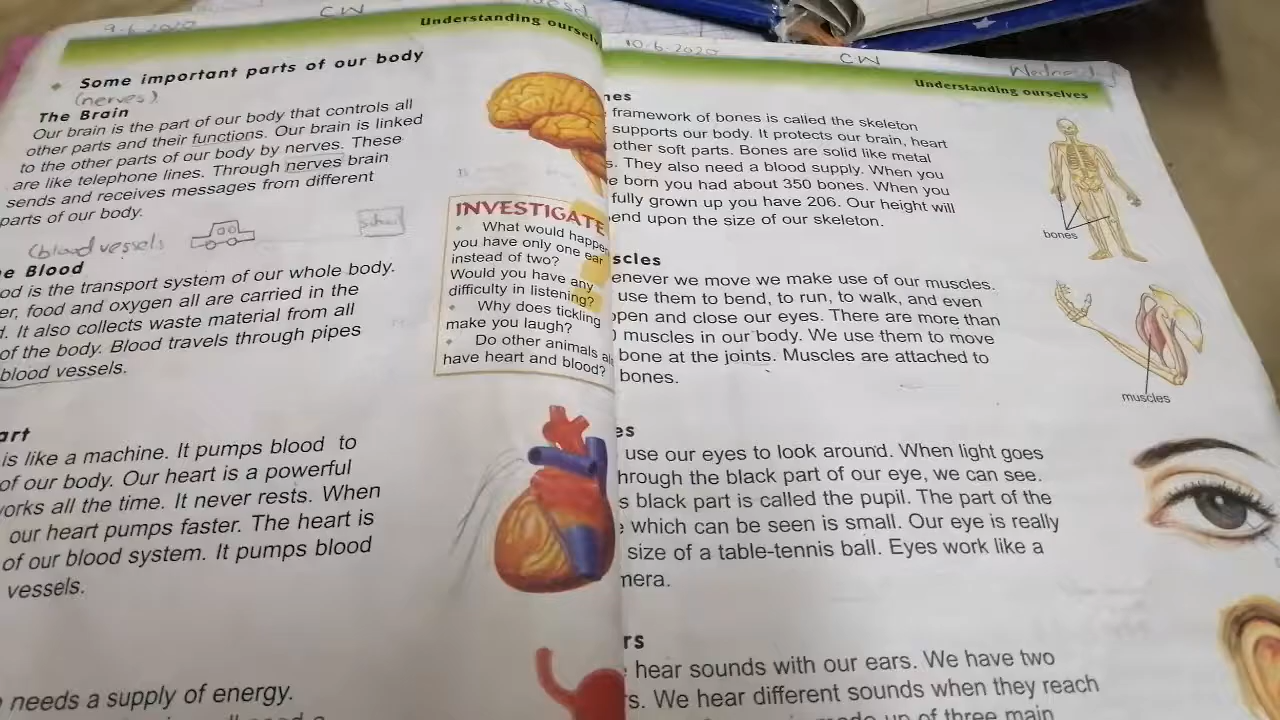 9-6-2020
CW
Understanding ourselv
Some important parts of our body
(nerves)
The Brain
Our brain is the part of our body that controls all
other parts and their functions. Our brain is linked
to the other parts of our body by nerves. These
are like telephone lines. Through nerves brain
sends and receives messages from different
parts of our body.
(blood vessels
e Blood
od is the transport system of our whole body.
er, food and oxygen all are carried in the
d. It also collects waste material from all
of the body. Blood travels through pipes
blood vessels.
INVESTIGATE
What would happe
you have only one ear
instead of two?
Would you have any
difficulty in listening?
Why does tickling
make you laugh?
Do other animals al
have heart and blood?
art
is like a machine. It pumps blood to
of our body. Our heart is a powerful
works all the time. It never rests. When
our heart pumps faster. The heart is
of our blood system. It pumps blood
vessels.
needs a supply of energy.
10-6-2020
CW
Understanding ourselves
nes
framework of bones is called the skeleton
supports our body. It protects our brain, heart
other soft parts. Bones are solid like metal
s. They also need a blood supply. When you
e born you had about 350 bones. When you
fully grown up you have 206. Our height will
end upon the size of our skeleton.
bones
scles
enever we move we make use of our muscles.
use them to bend, to run, to walk, and even
open and close our eyes. There are more than
muscles in our body. We use them to move
bone at the joints. Muscles are attached to
bones.
muscles
es
use our eyes to look around. When light goes
hrough the black part of our eye, we can see.
s black part is called the pupil. The part of the
which can be seen is small. Our eye is really
size of a table-tennis ball. Eyes work like a
mera.
rs
hear sounds with our ears. We have two
rs. We hear different sounds when they reach
made up of three main